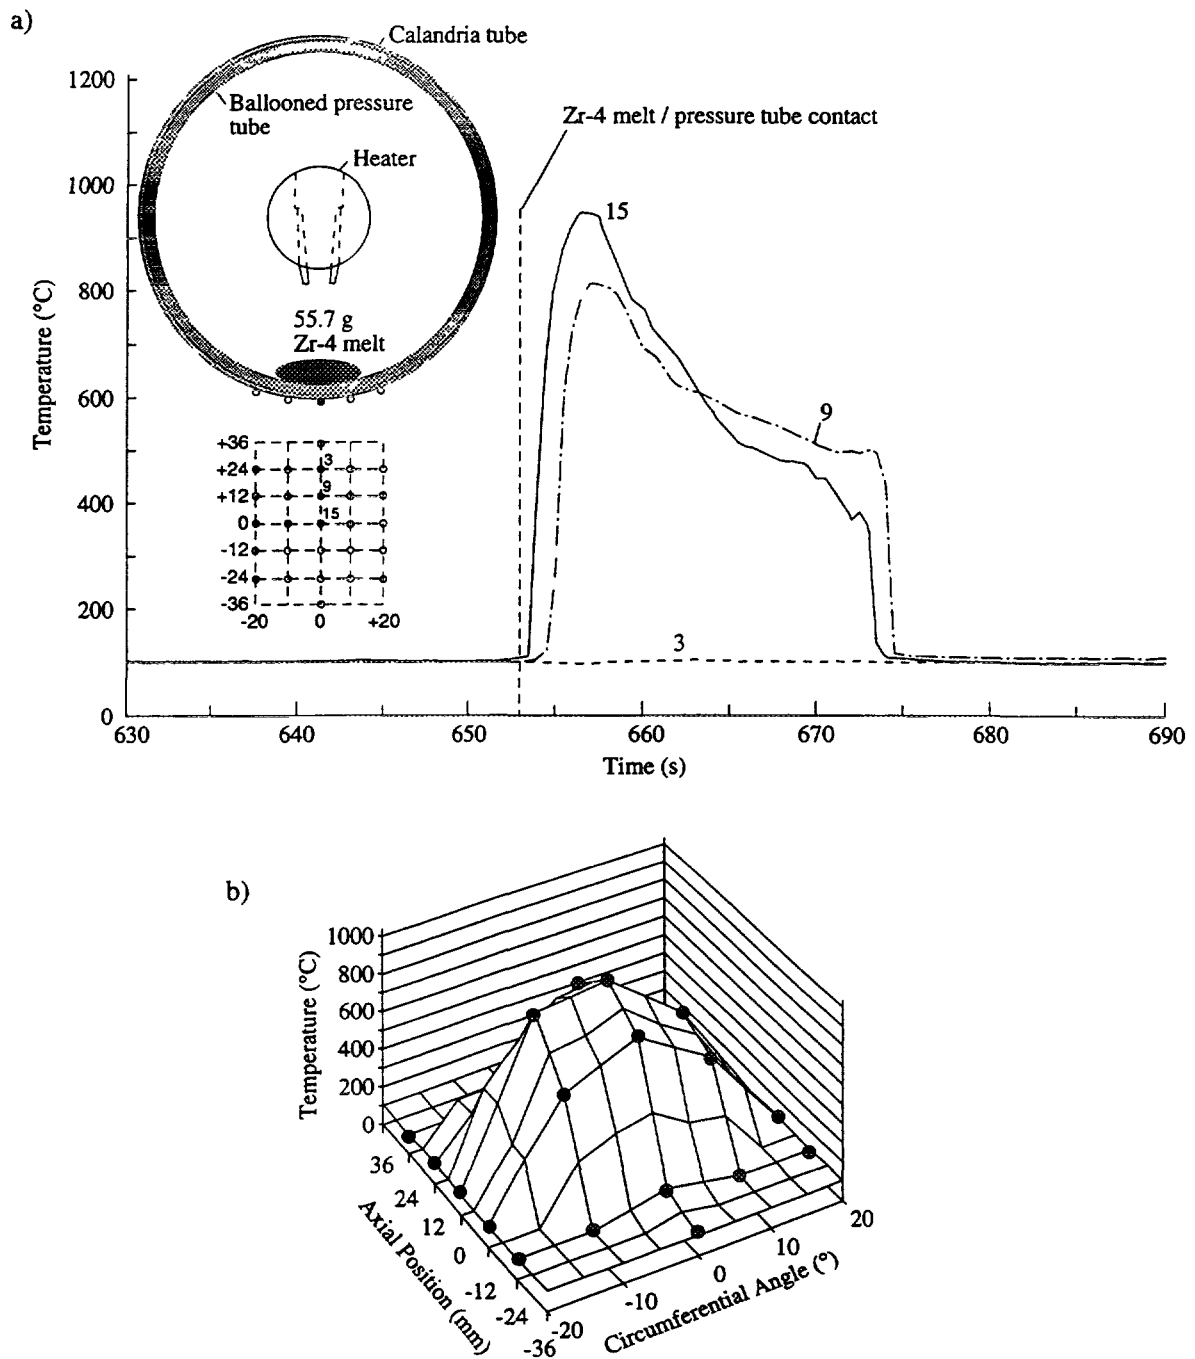 a)
Calandria tube
1200
Ballooned pressure
tube
Zr-4 melt / pressure tube contact
Heater
1000
15
800
55.7 g
Zr-4 melt
Temperature (°C)
600
9
+36
3
+24
9
+12
15
400
0
-12
-24
-36
-20 0 +20
200
3
0
630 640 650 660 670 680 690
Time (s)
b)
1000
800
600
400
200
0
Temperature (°C)
36
24
12
0
-12
-24
-36
Axial Position (mm)
-20
-10
0
10
20
Circumferential Angle (°)